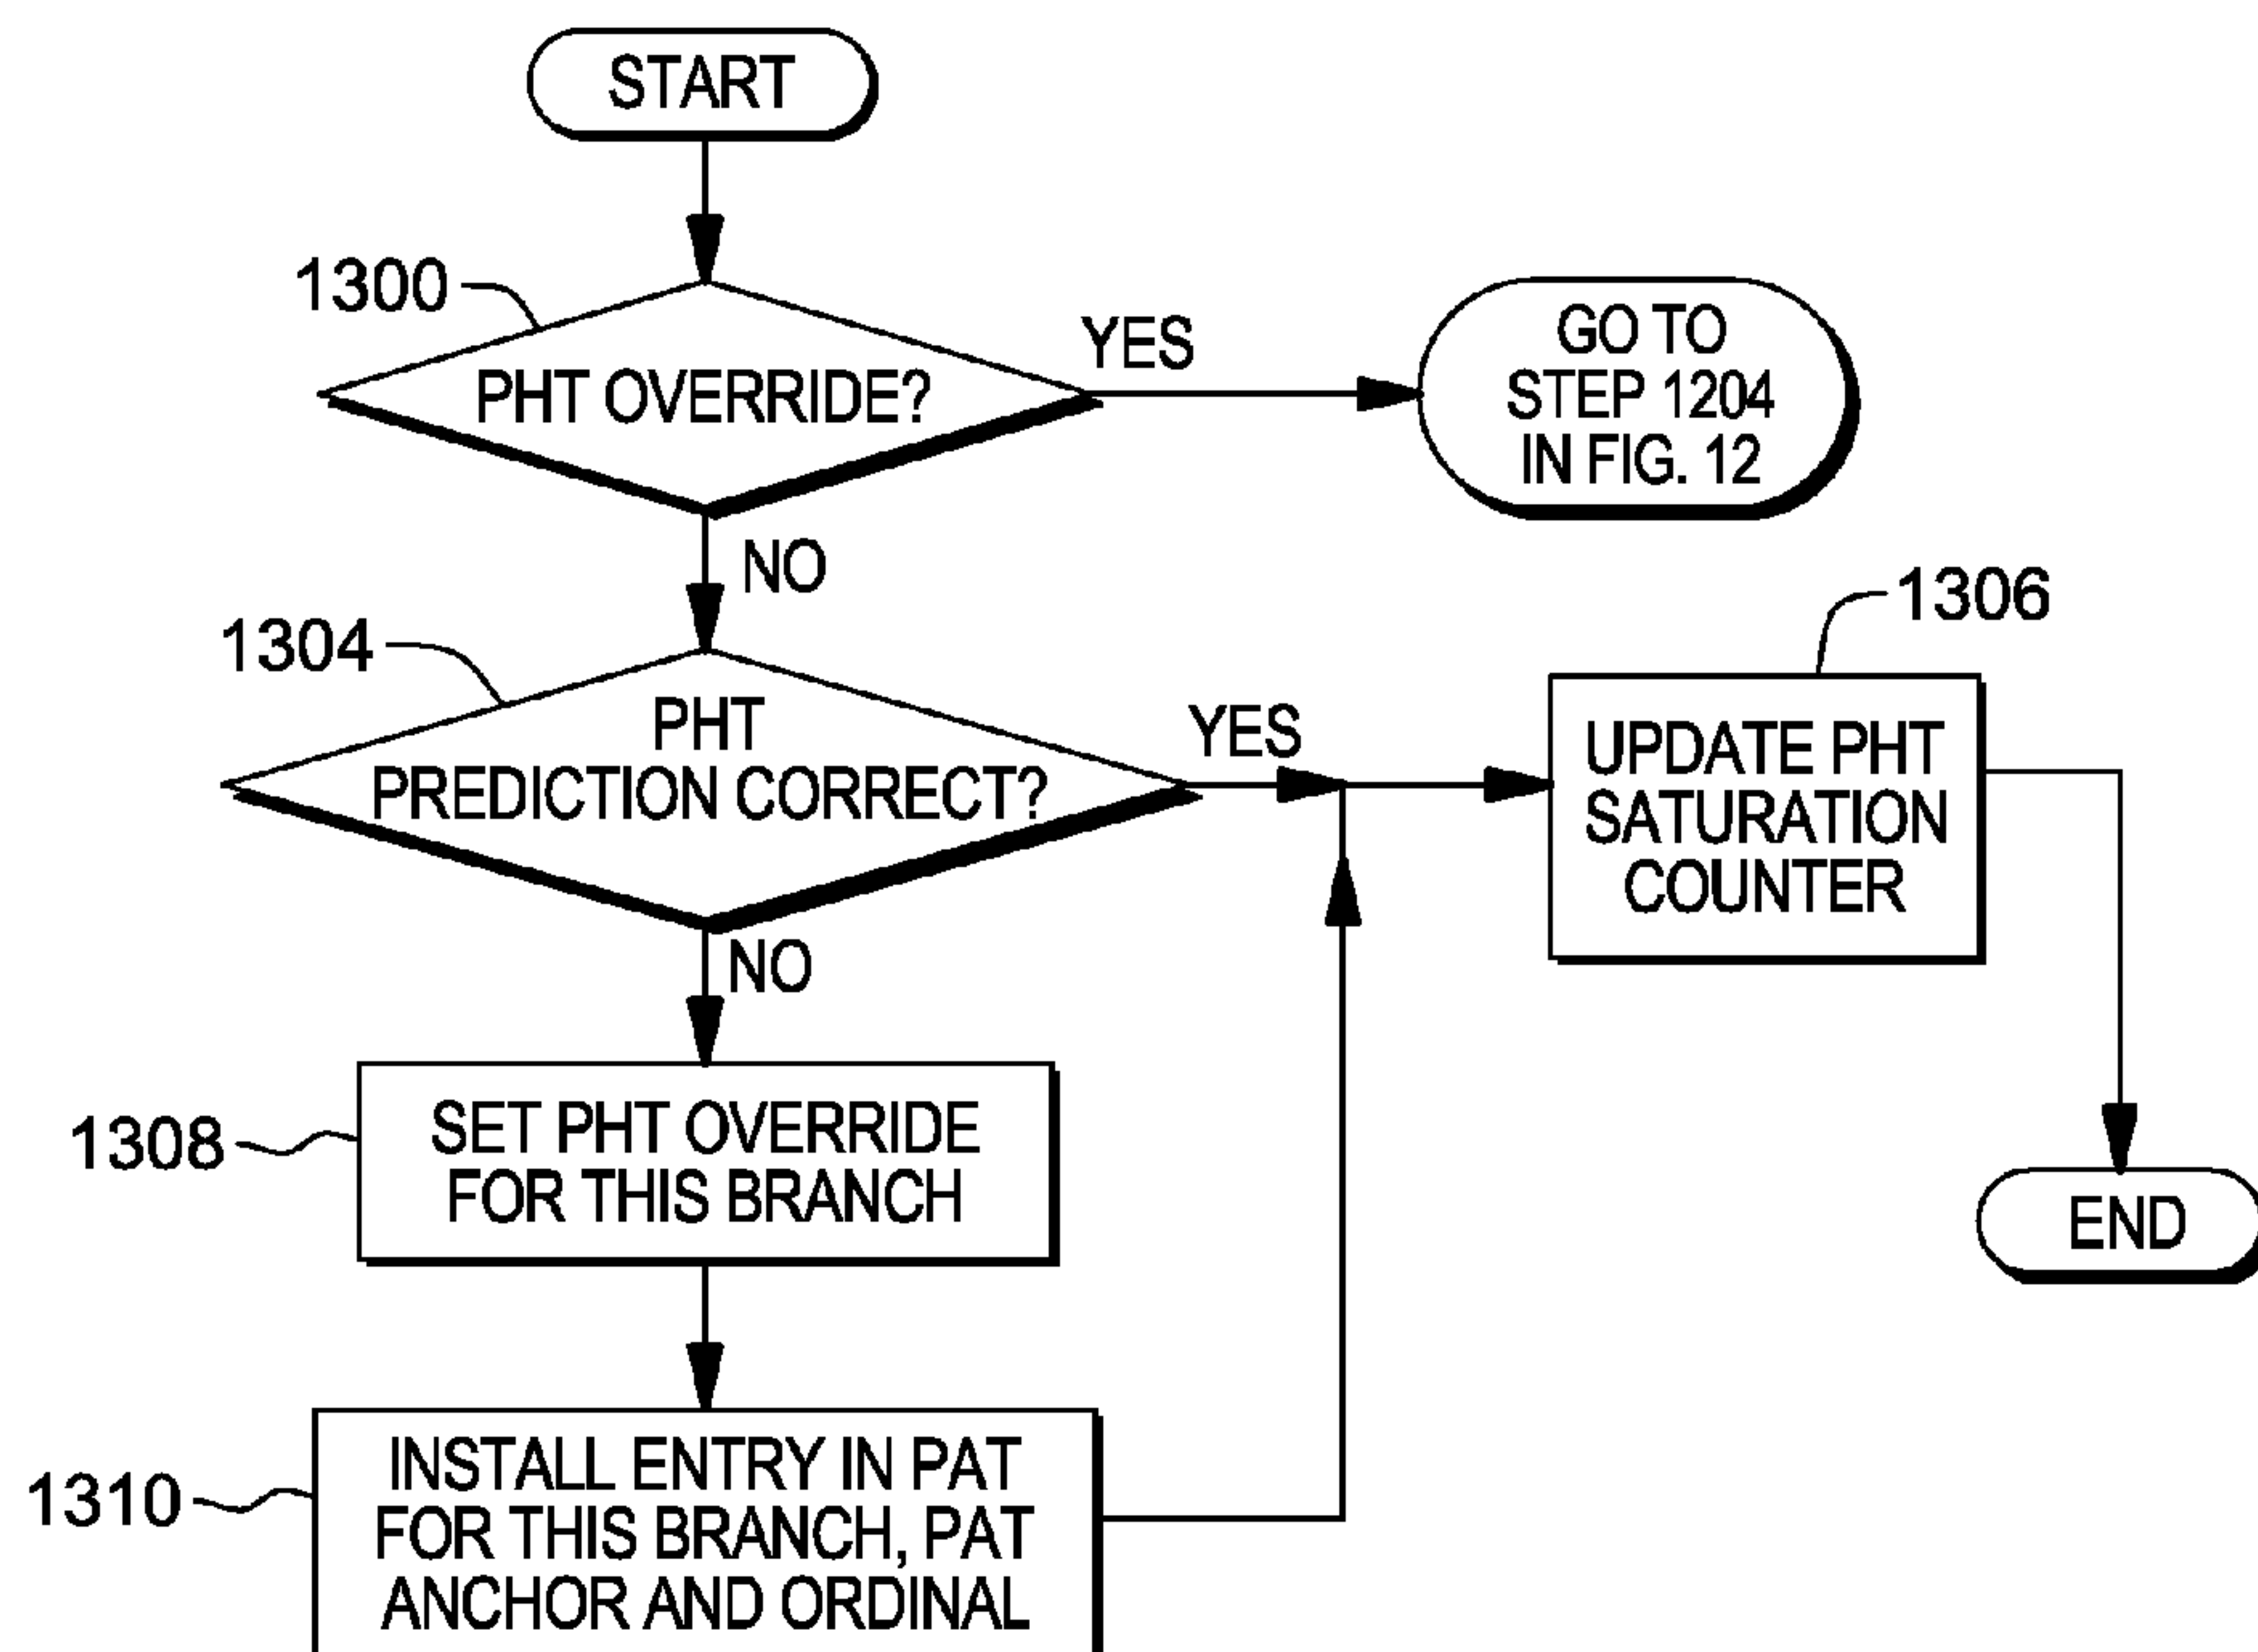 START
1300
PHT OVERRIDE?
YES
GO TO
STEP 1204
IN FIG. 12
NO
1304
PHT
PREDICTION CORRECT?
YES
1306
UPDATE PHT
SATURATION
COUNTER
NO
1308
SET PHT OVERRIDE
FOR THIS BRANCH
END
1310
INSTALL ENTRY IN PAT
FOR THIS BRANCH, PAT
ANCHOR AND ORDINAL